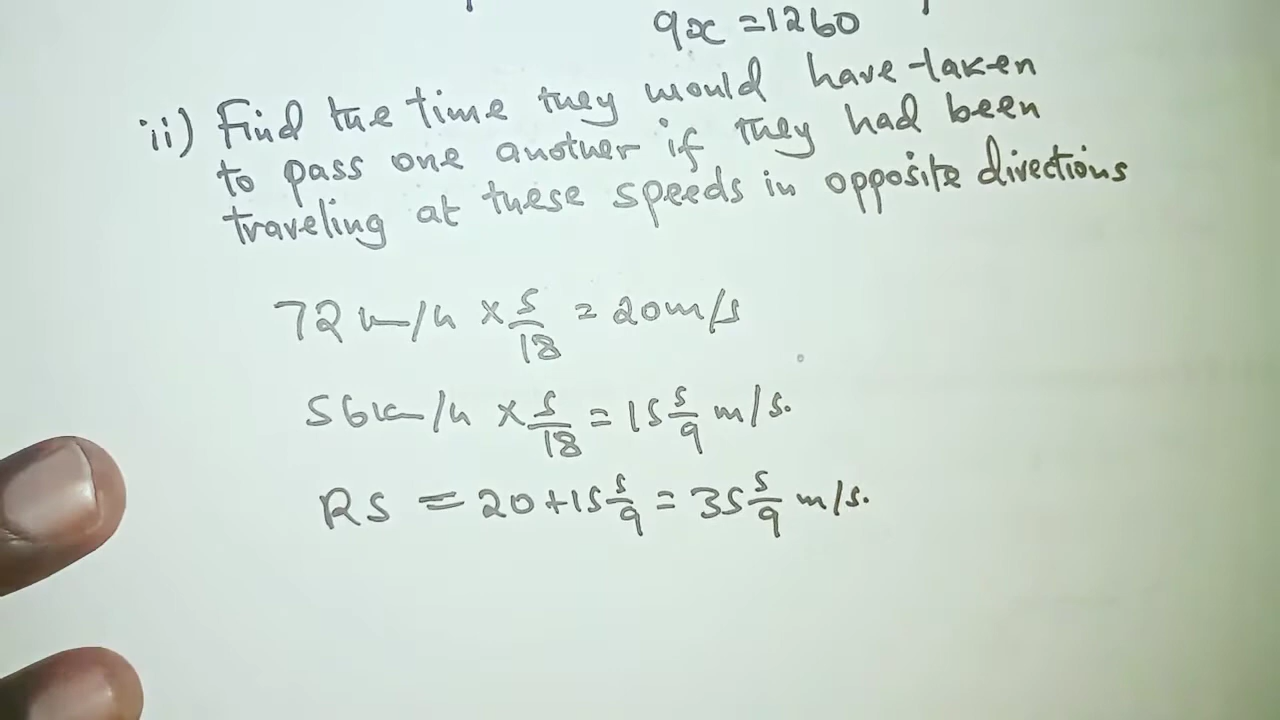 9x = 1260
ii) Find the time they would have taken
to pass one another if they had been
traveling at these speeds in opposite directions
72 km/h × 5/18 = 20 m/s
56 km/h × 5/18 = 15 5/9 m/s.
RS = 20 + 15 5/9 = 35 5/9 m/s.